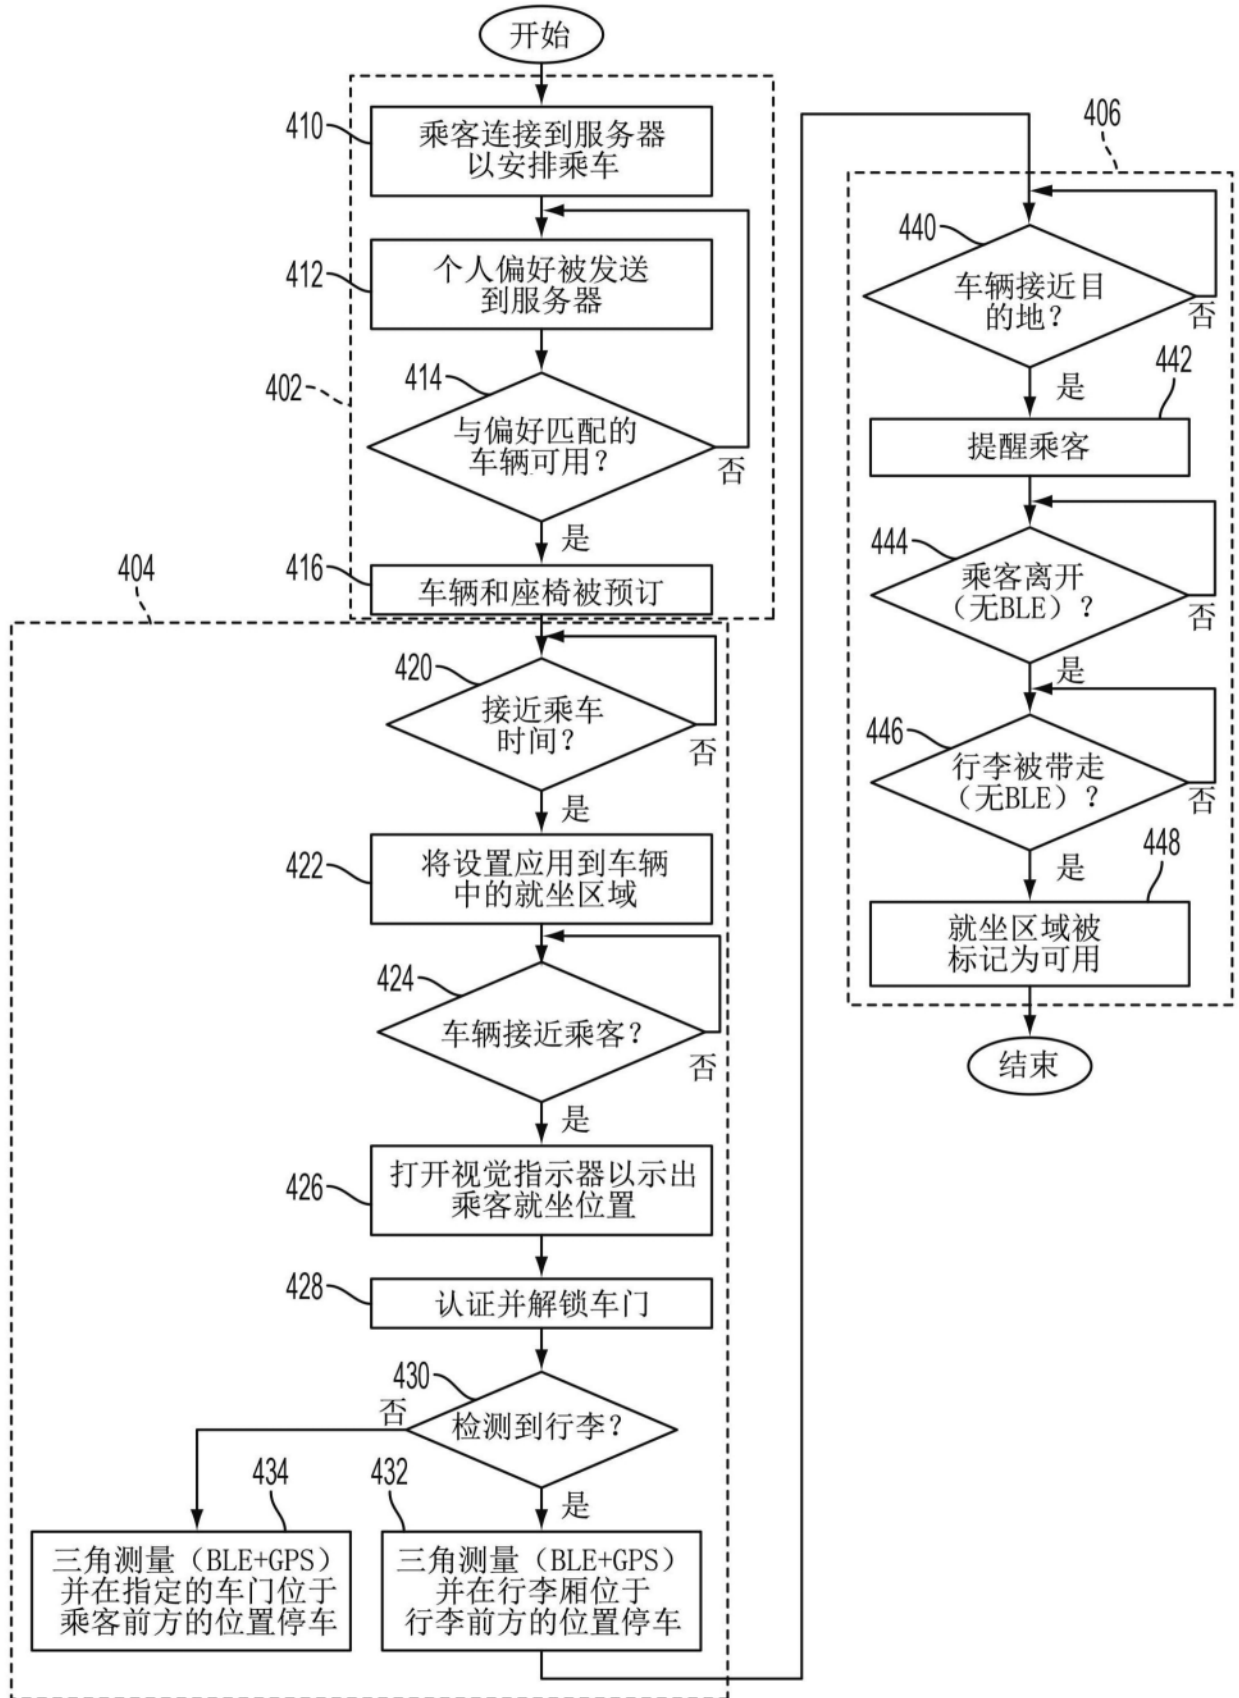 开始
410
乘客连接到服务器
以安排乘车
412
个人偏好被发送
到服务器
402
414
与偏好匹配的
车辆可用?
否
是
416
车辆和座椅被预订
404
420
接近乘车
时间?
否
是
422
将设置应用到车辆
中的就坐区域
424
车辆接近乘客?
否
是
426
打开视觉指示器以示出
乘客就坐位置
428
认证并解锁车门
430
检测到行李?
否
是
434
三角测量（BLE+GPS）
并在指定的车门位于
乘客前方的位置停车
432
三角测量（BLE+GPS）
并在行李厢位于
行李前方的位置停车
406
440
车辆接近目
的地?
否
是
442
提醒乘客
444
乘客离开
（无BLE）?
否
是
446
行李被带走
（无BLE）?
否
是
448
就坐区域被
标记为可用
结束